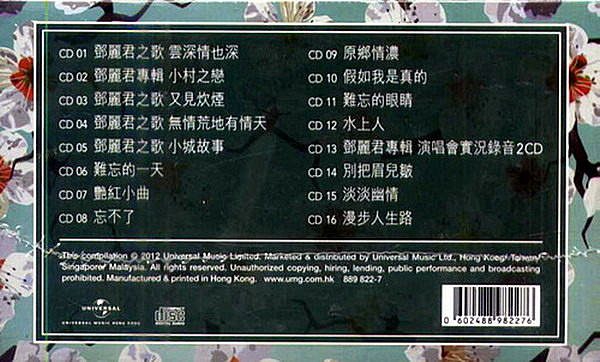 CD 01 鄧麗君之歌 雲深情也深
CD 02 鄧麗君專輯 小村之戀
CD 03 鄧麗君之歌 又見炊煙
CD 04 鄧麗君之歌 無情荒地有情天
CD 05 鄧麗君之歌 小城故事
CD 06 難忘的一天
CD 07 艷紅小曲
CD 08 忘不了
CD 09 原鄉情濃
CD 10 假如我是真的
CD 11 難忘的眼睛
CD 12 水上人
CD 13 鄧麗君專輯 演唱會實況錄音2CD
CD 14 別把眉兒皺
CD 15 淡淡幽情
CD 16 漫步人生路
This compilation © 2012 Universal Music Limited. Marketed & distributed by Universal Music Ltd., Hong Kong/ Taiwan/
Singapore/ Malaysia. All rights reserved. Unauthorized copying, hiring, lending, public performance and broadcasting
prohibited. Manufactured & printed in Hong Kong. www.umg.com.hk 889 822-7
UNIVERSAL
UNIVERSAL MUSIC HONG KONG
COMPACT
disc
DIGITAL AUDIO
0 602488 982276